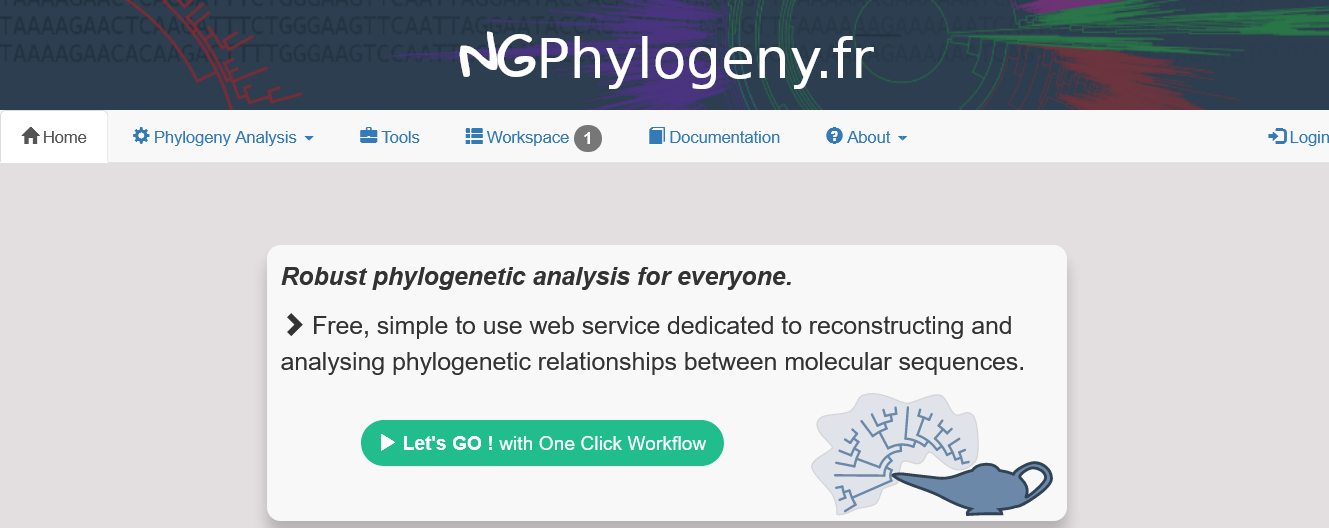 NGPhylogeny.fr
Home
Phylogeny Analysis
Tools
Workspace 1
Documentation
About
Login
Robust phylogenetic analysis for everyone.
Free, simple to use web service dedicated to reconstructing and
analysing phylogenetic relationships between molecular sequences.
Let's GO ! with One Click Workflow